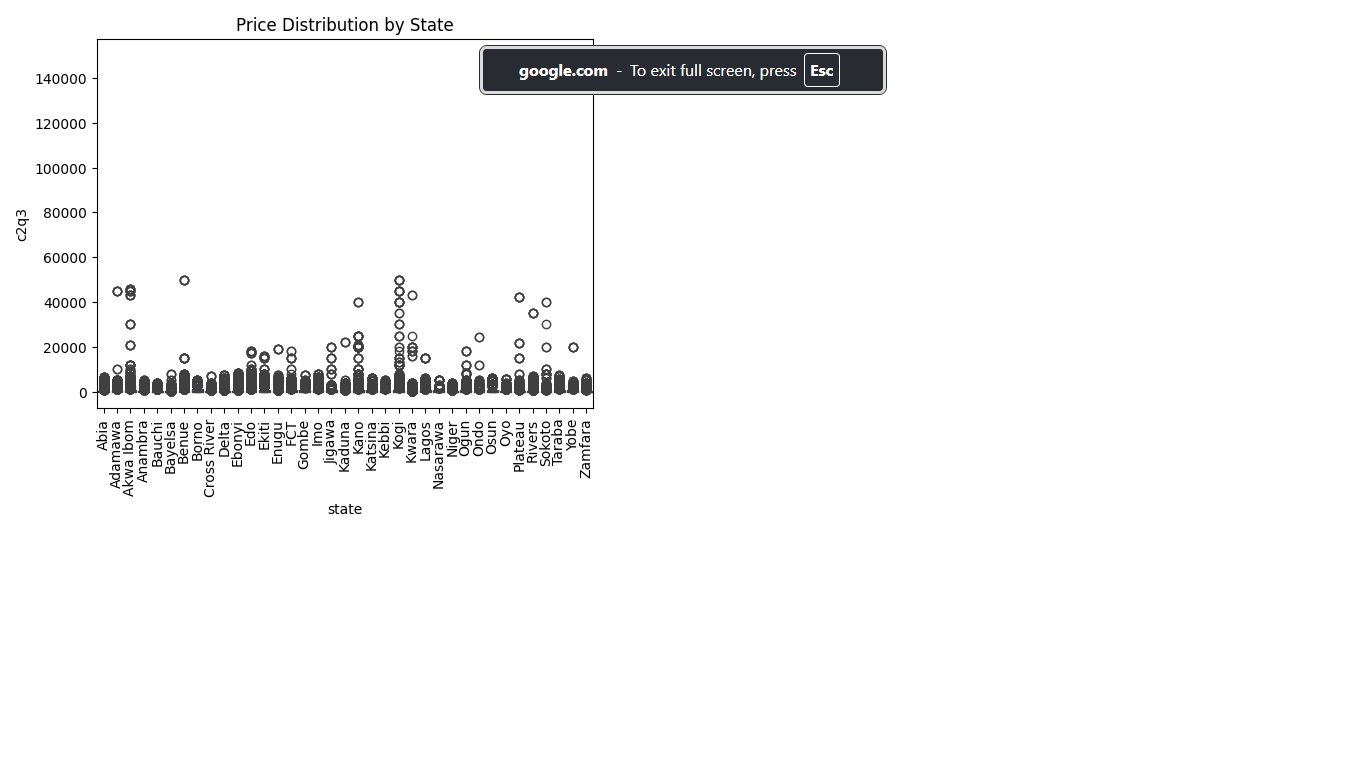 Price Distribution by State
google.com - To exit full screen, press Esc
140000
120000
100000
80000
60000
40000
20000
0
c2q3
Abia
Adamawa
Akwa Ibom
Anambra
Bauchi
Bayelsa
Benue
Borno
Cross River
Delta
Ebonyi
Edo
Ekiti
Enugu
FCT
Gombe
Imo
Jigawa
Kaduna
Kano
Katsina
Kebbi
Kogi
Kwara
Lagos
Nasarawa
Niger
Ogun
Ondo
Osun
Oyo
Plateau
Rivers
Sokoto
Taraba
Yobe
Zamfara
state